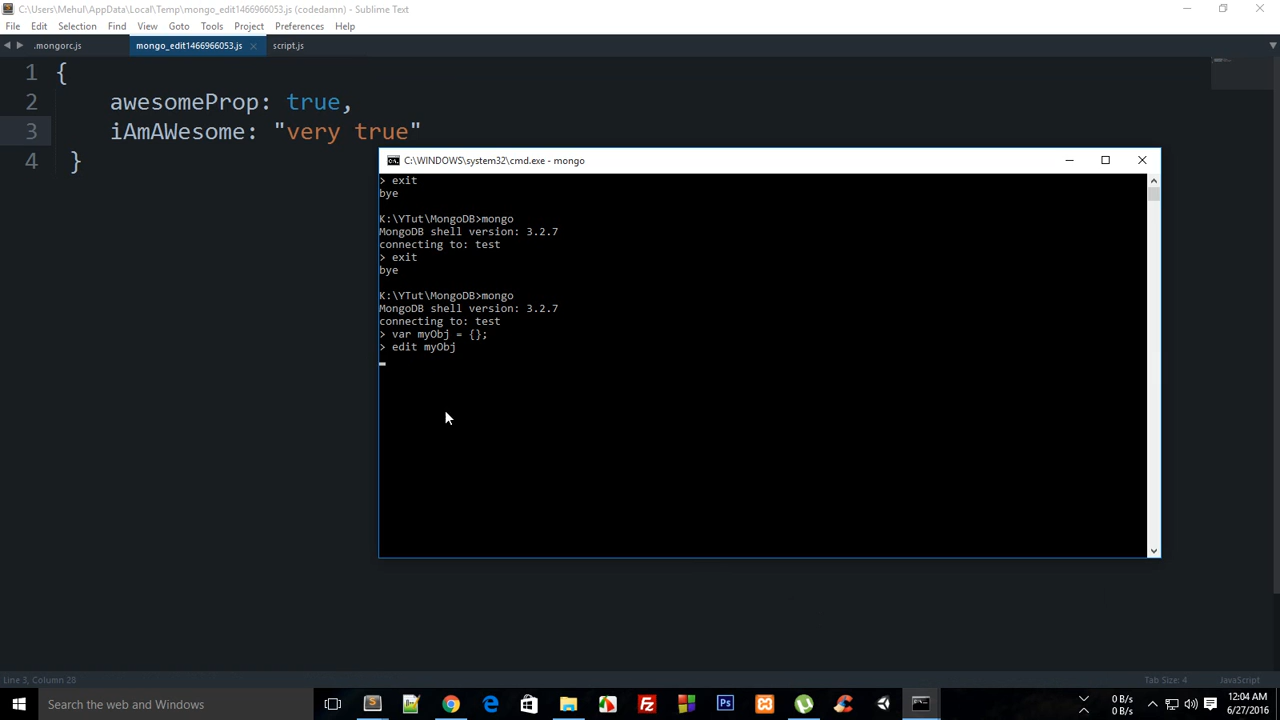 C:\Users\Mehul\AppData\Local\Temp\mongo_edit1466966053.js (codedamn) - Sublime Text
File Edit Selection Find View Goto Tools Project Preferences Help
.mongorc.js mongo_edit1466966053.js script.js
1 {
2 awesomeProp: true,
3 iAmAWesome: "very true"
4 }
C:\WINDOWS\system32\cmd.exe - mongo
> exit
bye
K:\YTut\MongoDB>mongo
MongoDB shell version: 3.2.7
connecting to: test
> exit
bye
K:\YTut\MongoDB>mongo
MongoDB shell version: 3.2.7
connecting to: test
> var myObj = {};
> edit myObj
Line 3, Column 28 Tab Size: 4 JavaScript
Search the web and Windows
0 B/s
0 B/s
12:04 AM
6/27/2016